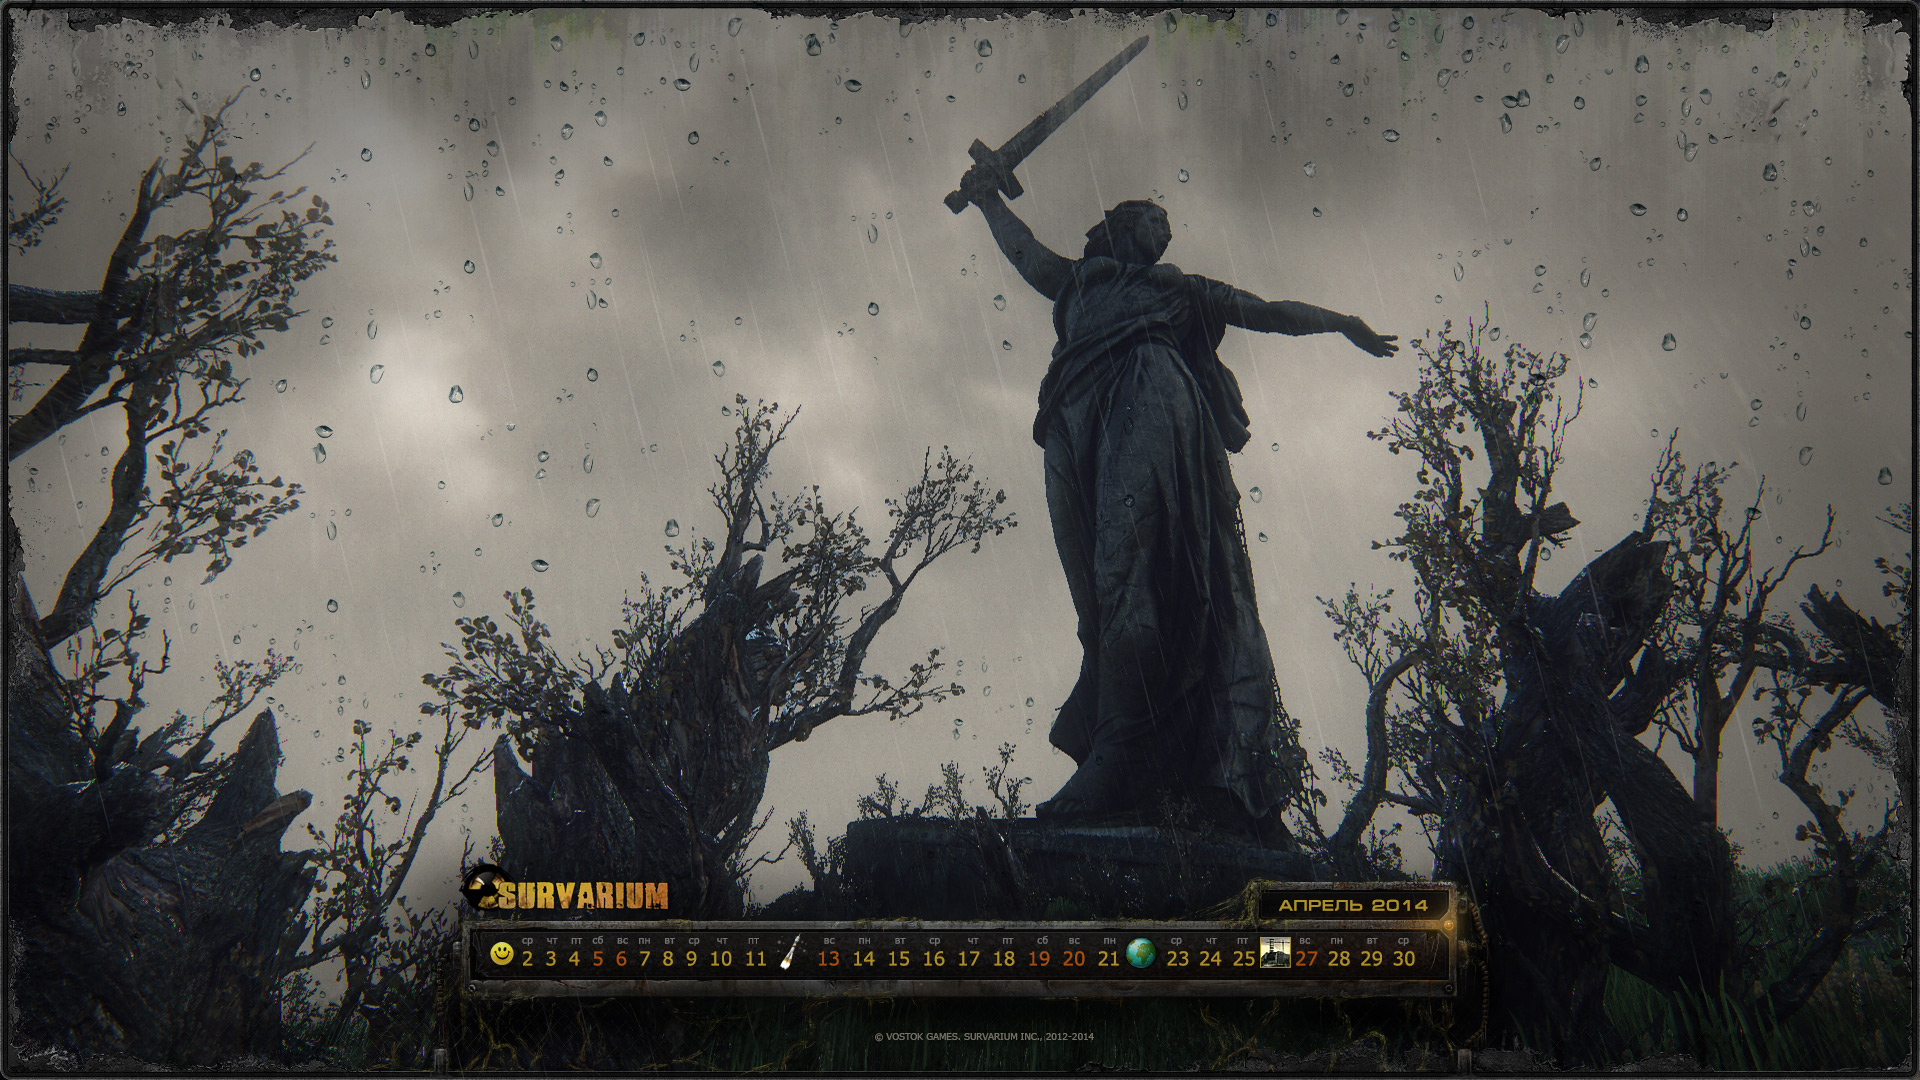 SURVARIUM
АПРЕЛЬ 2014
ср чт пт сб вс пн вт ср чт пт вс пн вт ср чт пт сб вс пн ср чт пт вс пн вт ср
2 3 4 5 6 7 8 9 10 11 13 14 15 16 17 18 19 20 21 23 24 25 27 28 29 30
© VOSTOK GAMES. SURVARIUM INC., 2012-2014